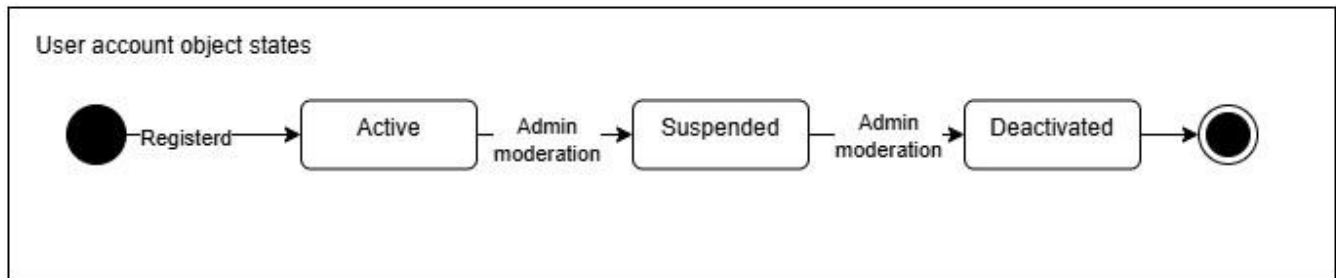 User account object states
Registerd
Active
Admin
moderation
Suspended
Admin
moderation
Deactivated